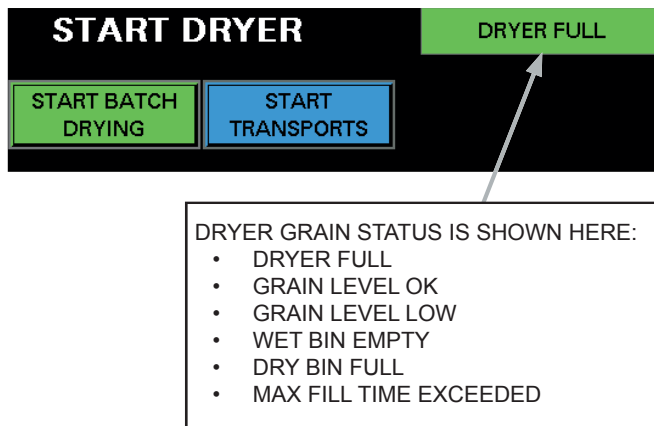 START DRYER
DRYER FULL
START BATCH
DRYING
START
TRANSPORTS
DRYER GRAIN STATUS IS SHOWN HERE:
• DRYER FULL
• GRAIN LEVEL OK
• GRAIN LEVEL LOW
• WET BIN EMPTY
• DRY BIN FULL
• MAX FILL TIME EXCEEDED